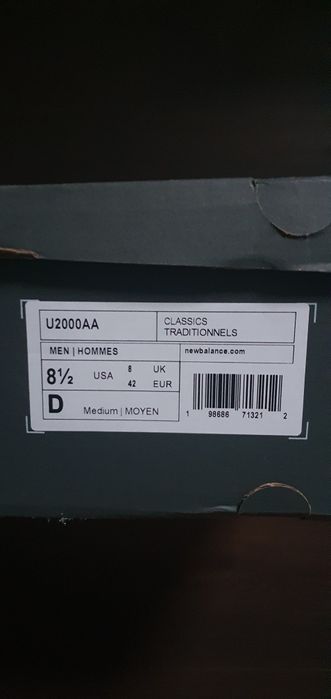 U2000AA
CLASSICS
TRADITIONNELS
MEN | HOMMES
newbalance.com
8½ USA 8 UK
42 EUR
D Medium | MOYEN
1 98686 71321 2